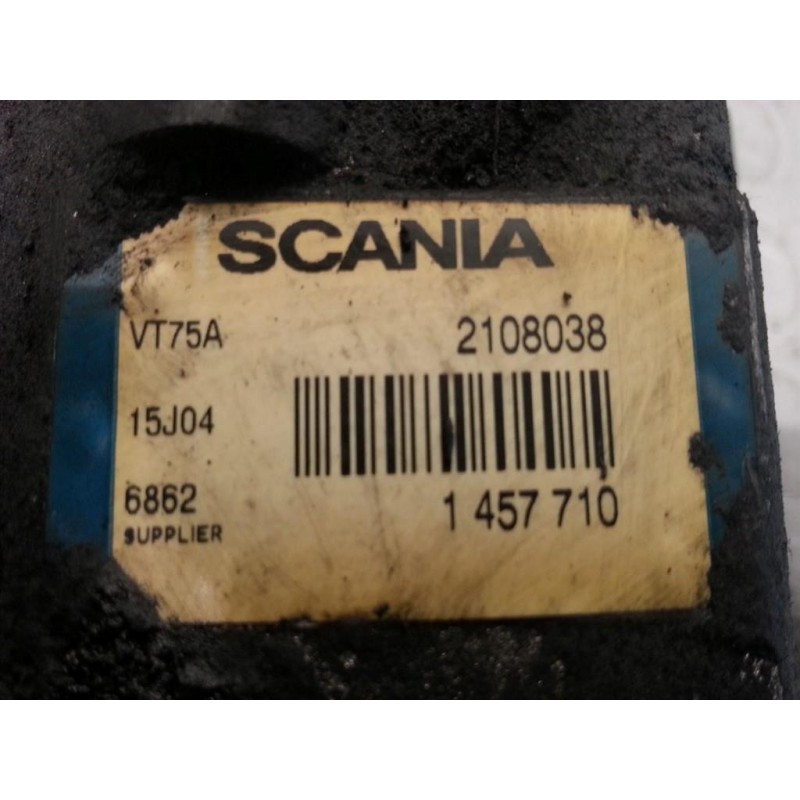 SCANIA
VT75A 2108038
15J04
6862 1 457 710
SUPPLIER